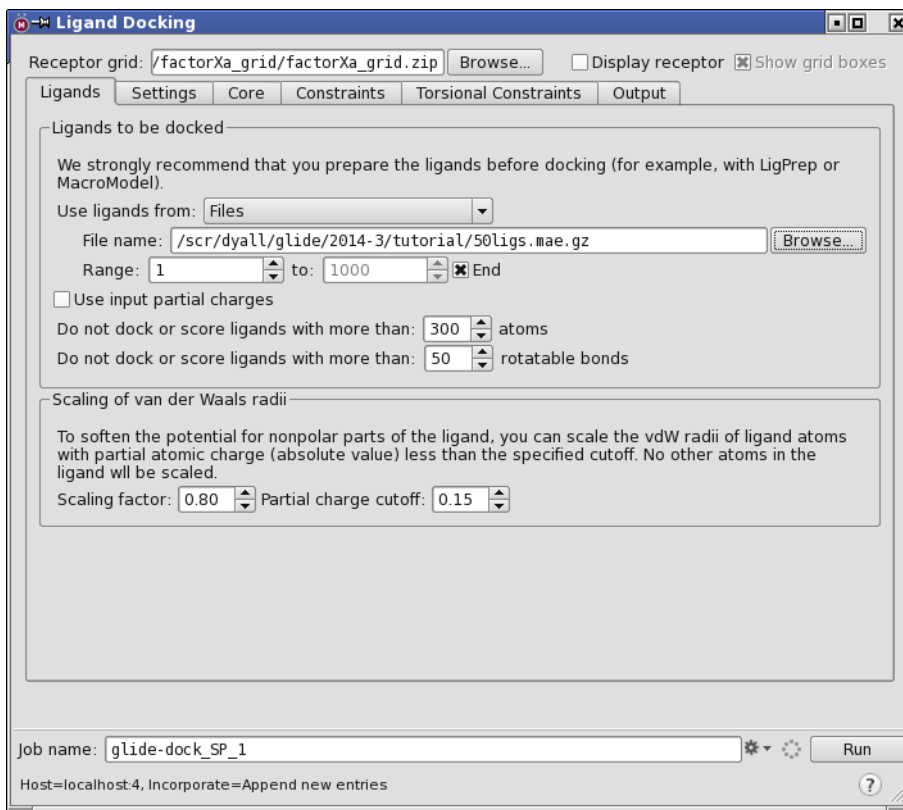 Ligand Docking
Receptor grid: /factorXa_grid/factorXa_grid.zip Browse... Display receptor Show grid boxes
Ligands Settings Core Constraints Torsional Constraints Output
Ligands to be docked
We strongly recommend that you prepare the ligands before docking (for example, with LigPrep or
MacroModel).
Use ligands from: Files
File name: /scr/dyall/glide/2014-3/tutorial/50ligs.mae.gz Browse...
Range: 1 to: 1000 End
Use input partial charges
Do not dock or score ligands with more than: 300 atoms
Do not dock or score ligands with more than: 50 rotatable bonds
Scaling of van der Waals radii
To soften the potential for nonpolar parts of the ligand, you can scale the vdW radii of ligand atoms
with partial atomic charge (absolute value) less than the specified cutoff. No other atoms in the
ligand wll be scaled.
Scaling factor: 0.80 Partial charge cutoff: 0.15
Job name: glide-dock_SP_1 Run
Host=localhost:4, Incorporate=Append new entries ?